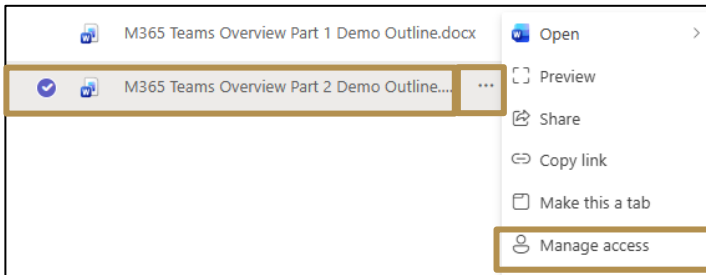 M365 Teams Overview Part 1 Demo Outline.docx
M365 Teams Overview Part 2 Demo Outline.... ...
Open
Preview
Share
Copy link
Make this a tab
Manage access